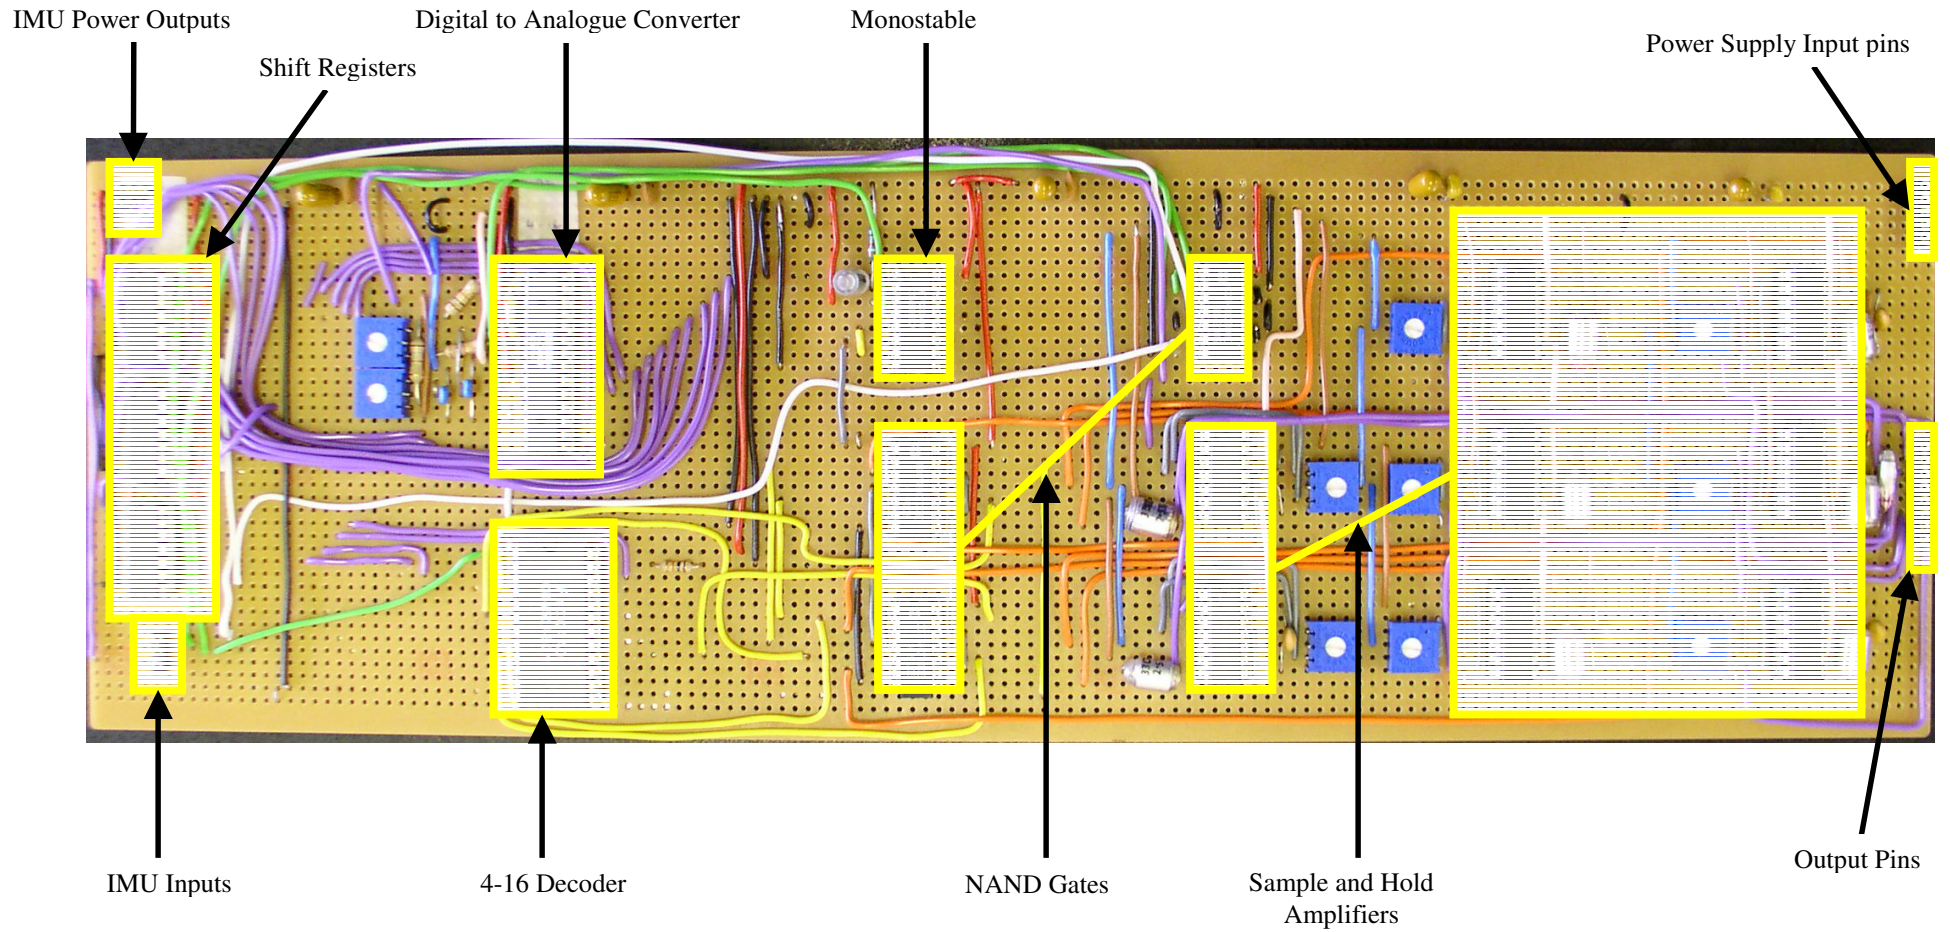 IMU Power Outputs
Digital to Analogue Converter
Monostable
Power Supply Input pins
Shift Registers
IMU Inputs
4-16 Decoder
NAND Gates
Sample and Hold
Amplifiers
Output Pins